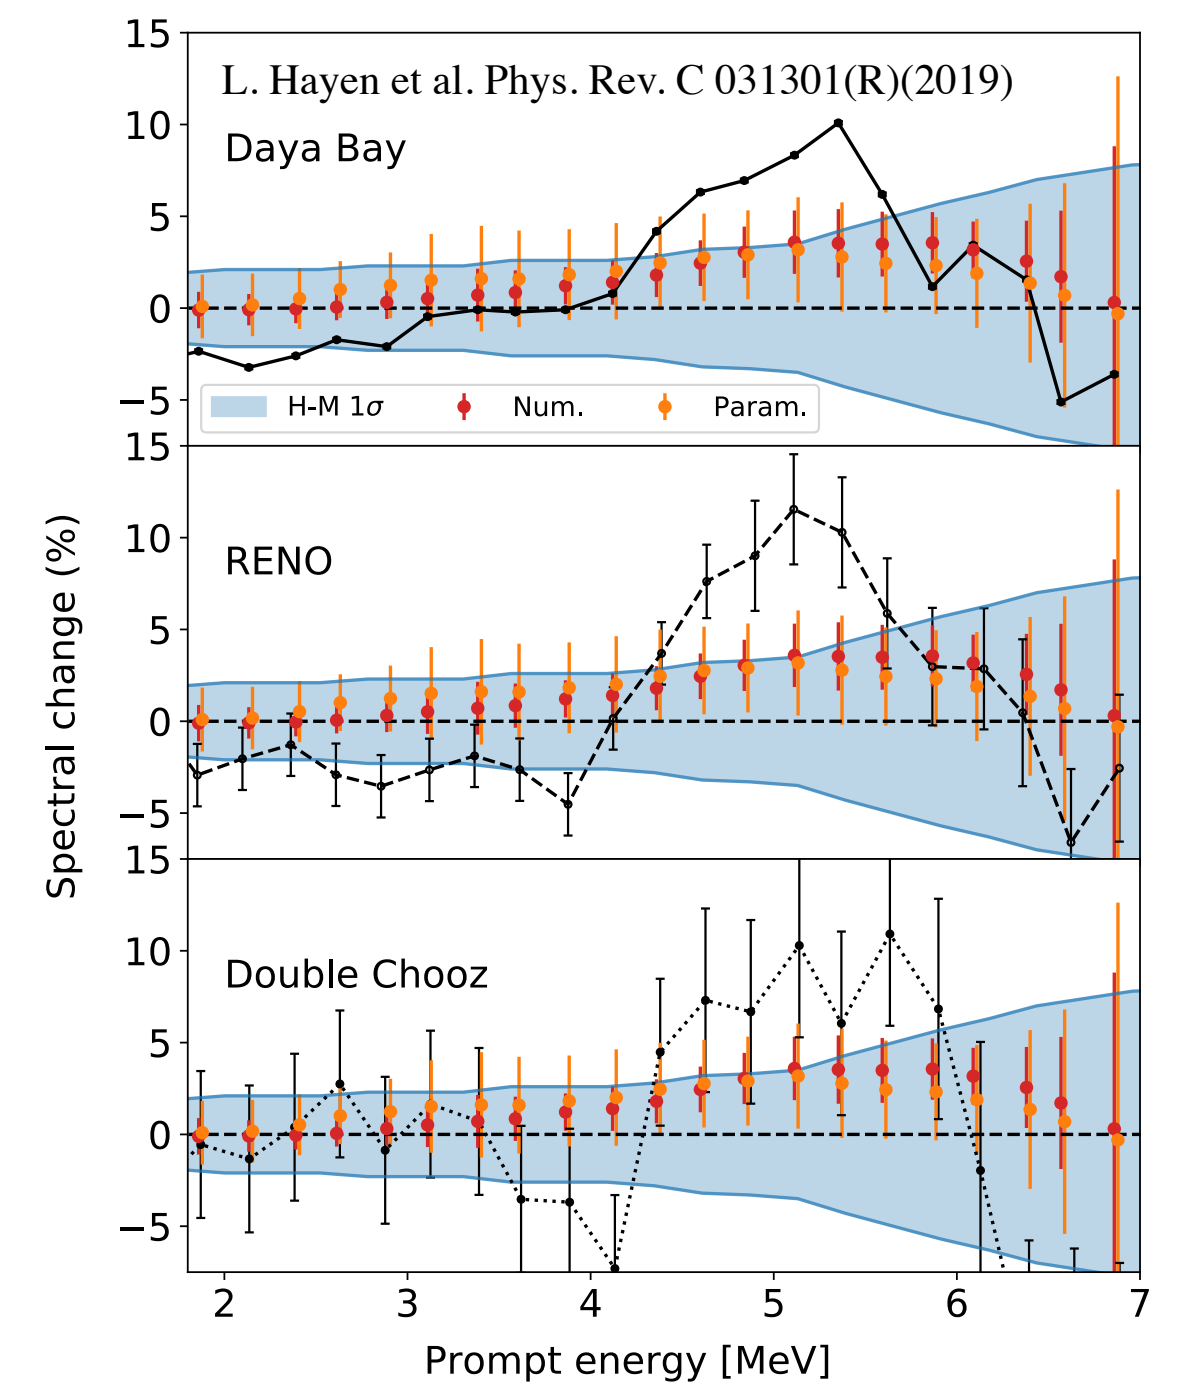 15
L. Hayen et al. Phys. Rev. C 031301(R)(2019)
10
Daya Bay
5
0
−5
H-M 1σ Num. Param.
15
10
RENO
5
Spectral change (%)
0
−5
15
10
Double Chooz
5
0
−5
2 3 4 5 6 7
Prompt energy [MeV]